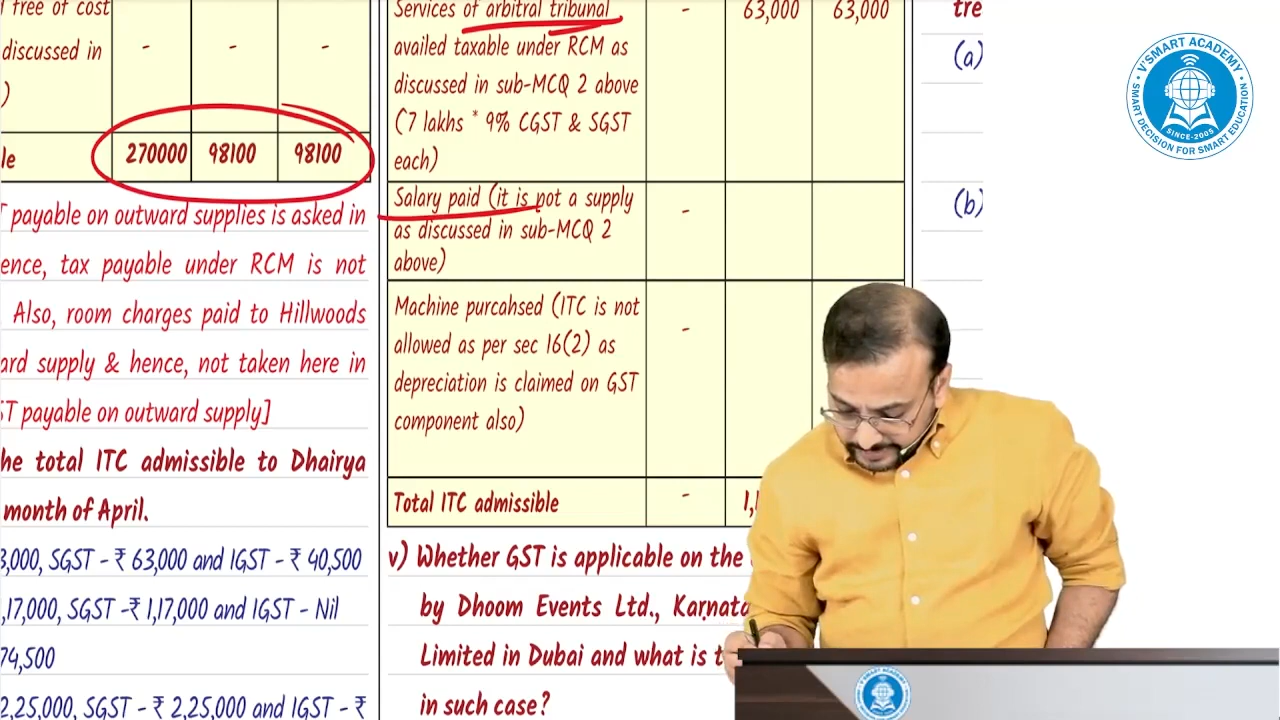 free of cost
discussed in
)
- - -
le 270000 98100 98100
payable on outward supplies is asked in
ence, tax payable under RCM is not
Also, room charges paid to Hillwoods
ard supply & hence, not taken here in
ST payable on outward supply]
he total ITC admissible to Dhairya
month of April.
3,000, SGST - ₹ 63,000 and IGST - ₹ 40,500
,17,000, SGST -₹ 1,17,000 and IGST - Nil
74,500
2,25,000, SGST - ₹ 2,25,000 and IGST - ₹
Services of arbitral tribunal - 63,000 63,000
availed taxable under RCM as
discussed in sub-MCQ 2 above
(7 lakhs * 9% CGST & SGST
each)
Salary paid (it is not a supply -
as discussed in sub-MCQ 2
above)
Machine purcahsed (ITC is not -
allowed as per sec 16(2) as
depreciation is claimed on GST
component also)
Total ITC admissible -
v) Whether GST is applicable on the
by Dhoom Events Ltd.,
Limited in Dubai and what is
in such case?
tre
(a)
(b)
V'SMART ACADEMY
SINCE-2005
SMART DECISION FOR SMART EDUCATION